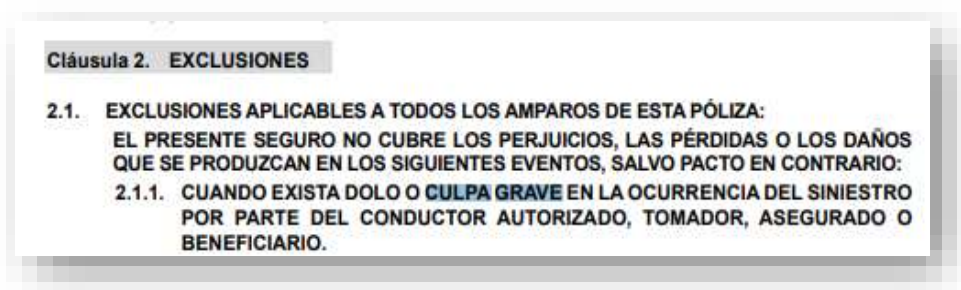 Cláusula 2. EXCLUSIONES
2.1. EXCLUSIONES APLICABLES A TODOS LOS AMPAROS DE ESTA PÓLIZA:
EL PRESENTE SEGURO NO CUBRE LOS PERJUICIOS, LAS PÉRDIDAS O LOS DAÑOS
QUE SE PRODUZCAN EN LOS SIGUIENTES EVENTOS, SALVO PACTO EN CONTRARIO:
2.1.1. CUANDO EXISTA DOLO O CULPA GRAVE EN LA OCURRENCIA DEL SINIESTRO
POR PARTE DEL CONDUCTOR AUTORIZADO, TOMADOR, ASEGURADO O
BENEFICIARIO.